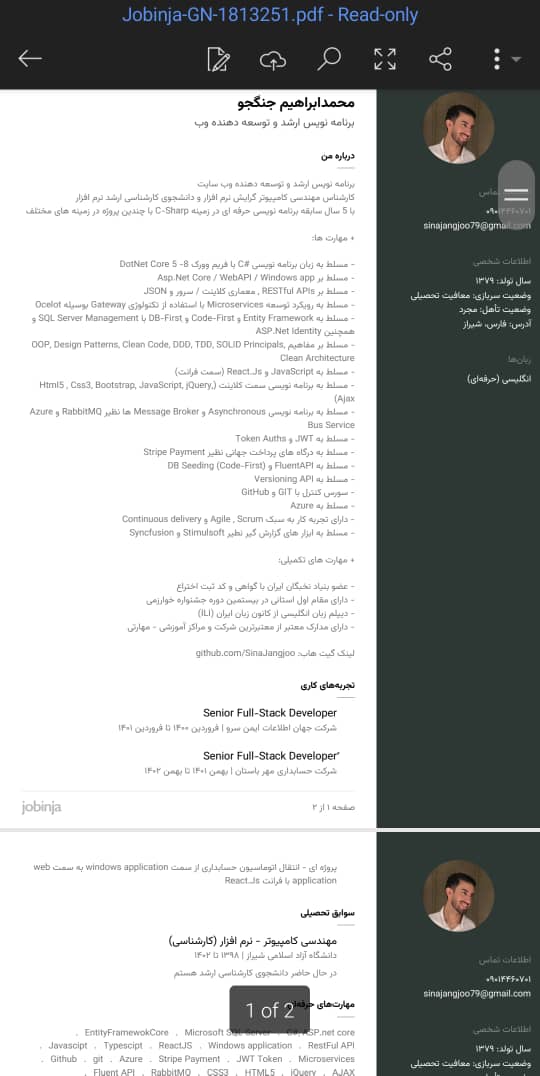 Jobinja-GN-1813251.pdf - Read-only
محمدابراهیم جنگجو
برنامه نویس ارشد و توسعه دهنده وب
درباره من
برنامه نویس ارشد و توسعه دهنده وب سایت
کارشناس مهندسی کامپیوتر گرایش نرم افزار و دانشجوی کارشناسی ارشد نرم افزار
با 5 سال سابقه برنامه نویسی حرفه ای در زمینه C-Sharp با چندین پروژه در زمینه های مختلف
+ مهارت ها:
- مسلط به زبان برنامه نویسی #C با فریم وورک DotNet Core 5 -8
- مسلط بر Asp.Net Core / WebAPI / Windows app
- مسلط بر RESTful APIs , معماری کلاینت / سرور و JSON
- مسلط به رویکرد توسعه Microservices با استفاده از تکنولوژی Gateway بوسیله Ocelot
- مسلط به Entity Framework و Code-First و DB-First با SQL Server Management و
همچنین ASP.Net Identity
- مسلط بر مفاهیم OOP, Design Patterns, Clean Code, DDD, TDD, SOLID Principals,
Clean Architecture
- مسلط به JavaScript و React.Js (سمت فرانت)
- مسلط به برنامه نویسی سمت کلاینت (Html5 , Css3, Bootstrap, JavaScript, jQuery,
Ajax)
- مسلط به برنامه نویسی Asynchronous و Message Broker ها نظیر RabbitMQ و Azure
Bus Service
- مسلط به JWT و Token Auths
- مسلط به درگاه های پرداخت جهانی نظیر Stripe Payment
- مسلط به FluentAPI و DB Seeding (Code-First)
- مسلط به Versioning API
- سورس کنترل با GIT و GitHub
- مسلط به Azure
- دارای تجربه کار به سبک Agile , Scrum و Continuous delivery
- مسلط به ابزار های گزارش گیر نظیر Stimulsoft و Syncfusion
+ مهارت های تکمیلی:
- عضو بنیاد نخبگان ایران با گواهی و کد ثبت اختراع
- دارای مقام اول استانی در بیستمین دوره جشنواره خوارزمی
- دیپلم زبان انگلیسی از کانون زبان ایران (ILI)
- دارای مدارک معتبر از معتبرترین شرکت و مراکز آموزشی - مهارتی
لینک گیت هاب: github.com/SinaJangjoo
تجربه‌های کاری
Senior Full-Stack Developer
شرکت جهان اطلاعات ایمن سرو | فروردین ۱۴۰۰ تا فروردین ۱۴۰۱
Senior Full-Stack Developer
شرکت حسابداری مهر باستان | بهمن ۱۴۰۱ تا بهمن ۱۴۰۲
jobinja
صفحه ۱ از ۲
تماس
۰۹۰۱۴۴۶۰۷۰۱
sinajangjoo79@gmail.com
اطلاعات شخصی
سال تولد: ۱۳۷۹
وضعیت سربازی: معافیت تحصیلی
وضعیت تأهل: مجرد
آدرس: فارس، شیراز
زبان‌ها
انگلیسی (حرفه‌ای)
پروژه ای - انتقال اتوماسیون حسابداری از سمت windows application به سمت web
application با فرانت React.Js
سوابق تحصیلی
مهندسی کامپیوتر - نرم افزار (کارشناسی)
دانشگاه آزاد اسلامی شیراز | ۱۳۹۸ تا ۱۴۰۲
در حال حاضر دانشجوی کارشناسی ارشد هستم
مهارت‌های حرفه‌ای
1 of 2
EntityFramewokCore . Microsoft SQL Server . C#, ASP.net core
. Javascipt . Typescipt . ReactJS . Windows application . RestFul API
. Github . git . Azure . Stripe Payment . JWT Token . Microservices
. Fluent API . RabbitMQ . CSS3 . HTML5 . jQuery . AJAX
اطلاعات تماس
۰۹۰۱۴۴۶۰۷۰۱
sinajangjoo79@gmail.com
اطلاعات شخصی
سال تولد: ۱۳۷۹
وضعیت سربازی: معافیت تحصیلی